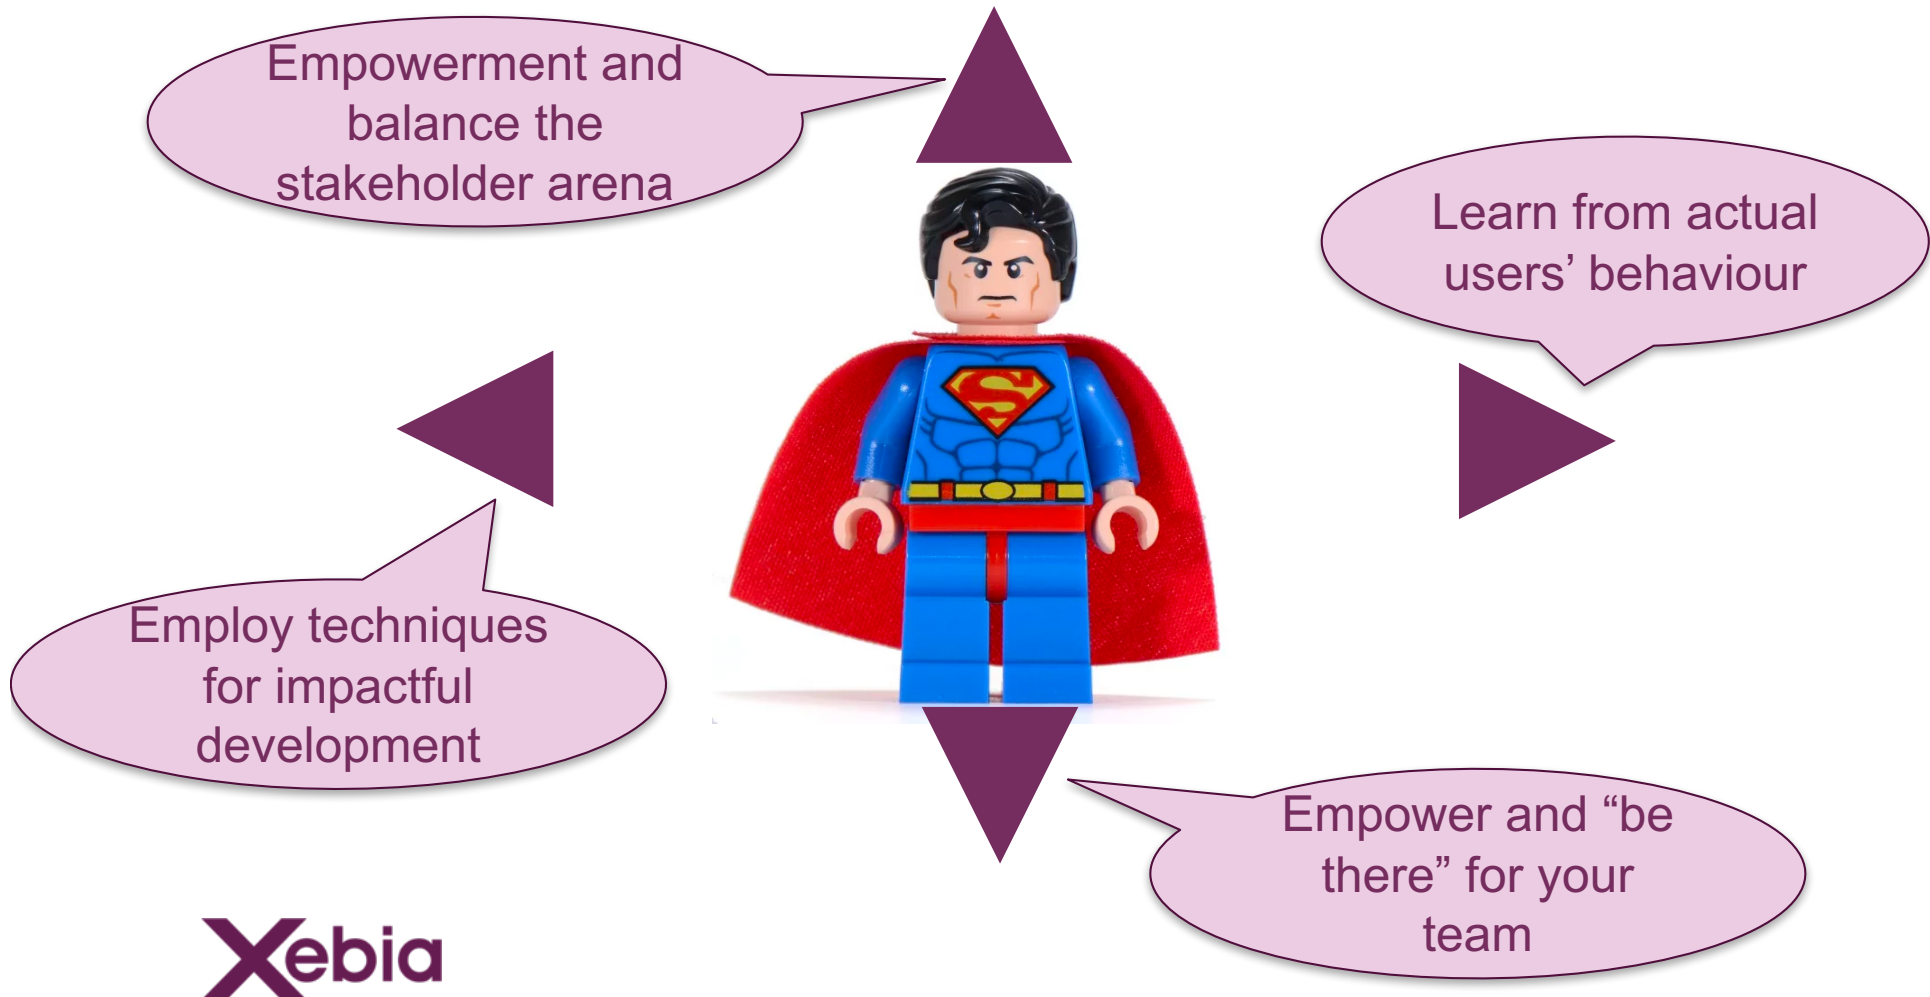 Empowerment and
balance the
stakeholder arena
Learn from actual
users’ behaviour
Employ techniques
for impactful
development
Empower and “be
there” for your
team
Xebia